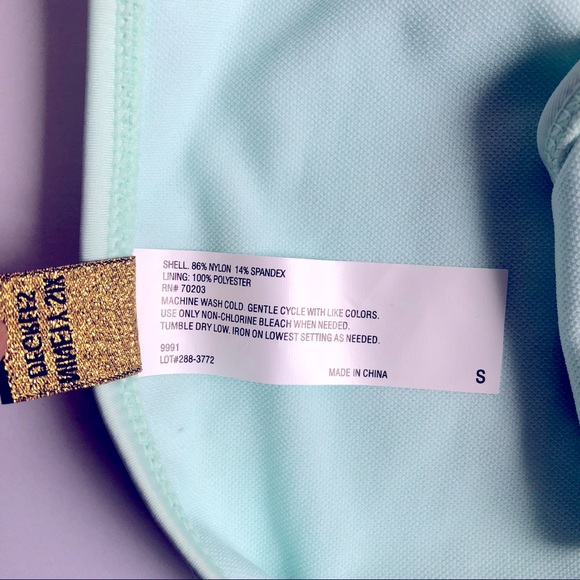 SHELL. 86% NYLON 14% SPANDEX
LINING: 100% POLYESTER
RN# 70203
MACHINE WASH COLD. GENTLE CYCLE WITH LIKE COLORS.
USE ONLY NON-CHLORINE BLEACH WHEN NEEDED.
TUMBLE DRY LOW. IRON ON LOWEST SETTING AS NEEDED.
9991
LOT#288-3772
MADE IN CHINA
S